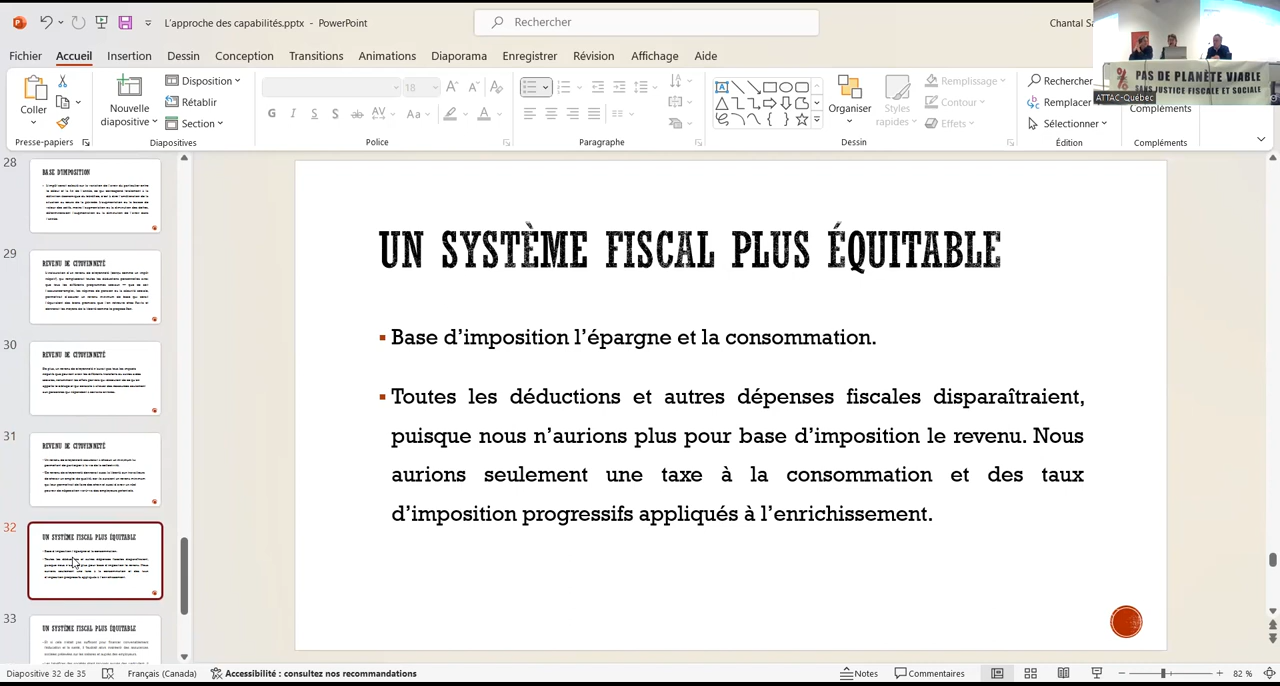 L'approche des capabilités.pptx - PowerPoint
Rechercher
Chantal Sa
Fichier Accueil Insertion Dessin Conception Transitions Animations Diaporama Enregistrer Révision Affichage Aide
PAS DE PLANÈTE VIABLE
SANS JUSTICE FISCALE ET SOCIALE
ATTAC-Québec
Coller
Nouvelle diapositive
Disposition
Rétablir
Section
18
G I S S ab AV Aa A
Organiser
Styles rapides
Remplissage
Contour
Effets
Rechercher
Remplacer
Sélectionner
Compléments
Presse-papiers Diapositives Police Paragraphe Dessin Édition Compléments
28
BASE D'IMPOSITION
29
REVENU DE CITOYENNETÉ
30
REVENU DE CITOYENNETÉ
31
REVENU DE CITOYENNETÉ
32
UN SYSTÈME FISCAL PLUS ÉQUITABLE
33
UN SYSTÈME FISCAL PLUS ÉQUITABLE
UN SYSTÈME FISCAL PLUS ÉQUITABLE
Base d'imposition l'épargne et la consommation.
Toutes les déductions et autres dépenses fiscales disparaîtraient,
puisque nous n'aurions plus pour base d'imposition le revenu. Nous
aurions seulement une taxe à la consommation et des taux
d'imposition progressifs appliqués à l'enrichissement.
Diapositive 32 de 35 Français (Canada) Accessibilité : consultez nos recommandations Notes Commentaires 82 %